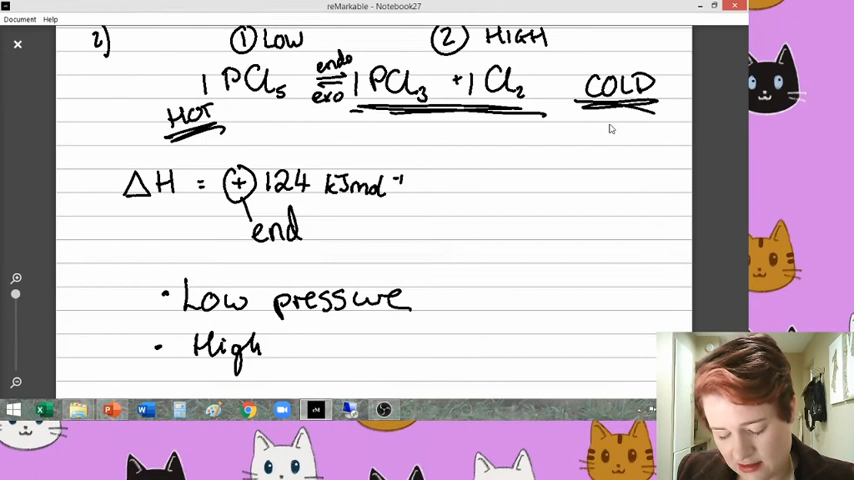 reMarkable - Notebook27
Document Help
2) ① LOW ② HIGH
endo
1 PCl₅ ⇌ 1 PCl₃ + 1 Cl₂ COLD
exo
HOT
ΔH = + 124 kJmol⁻¹
end
• Low pressure
• High